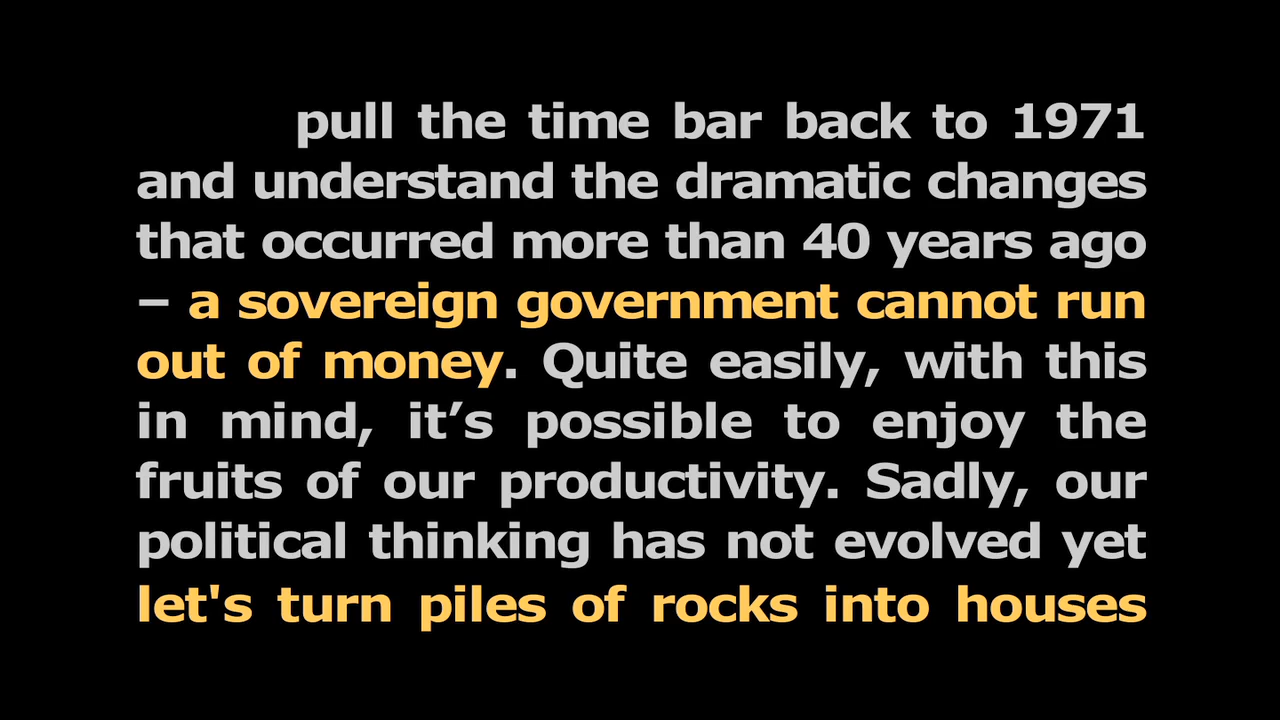 pull the time bar back to 1971
and understand the dramatic changes
that occurred more than 40 years ago
– a sovereign government cannot run
out of money. Quite easily, with this
in mind, it’s possible to enjoy the
fruits of our productivity. Sadly, our
political thinking has not evolved yet
let's turn piles of rocks into houses